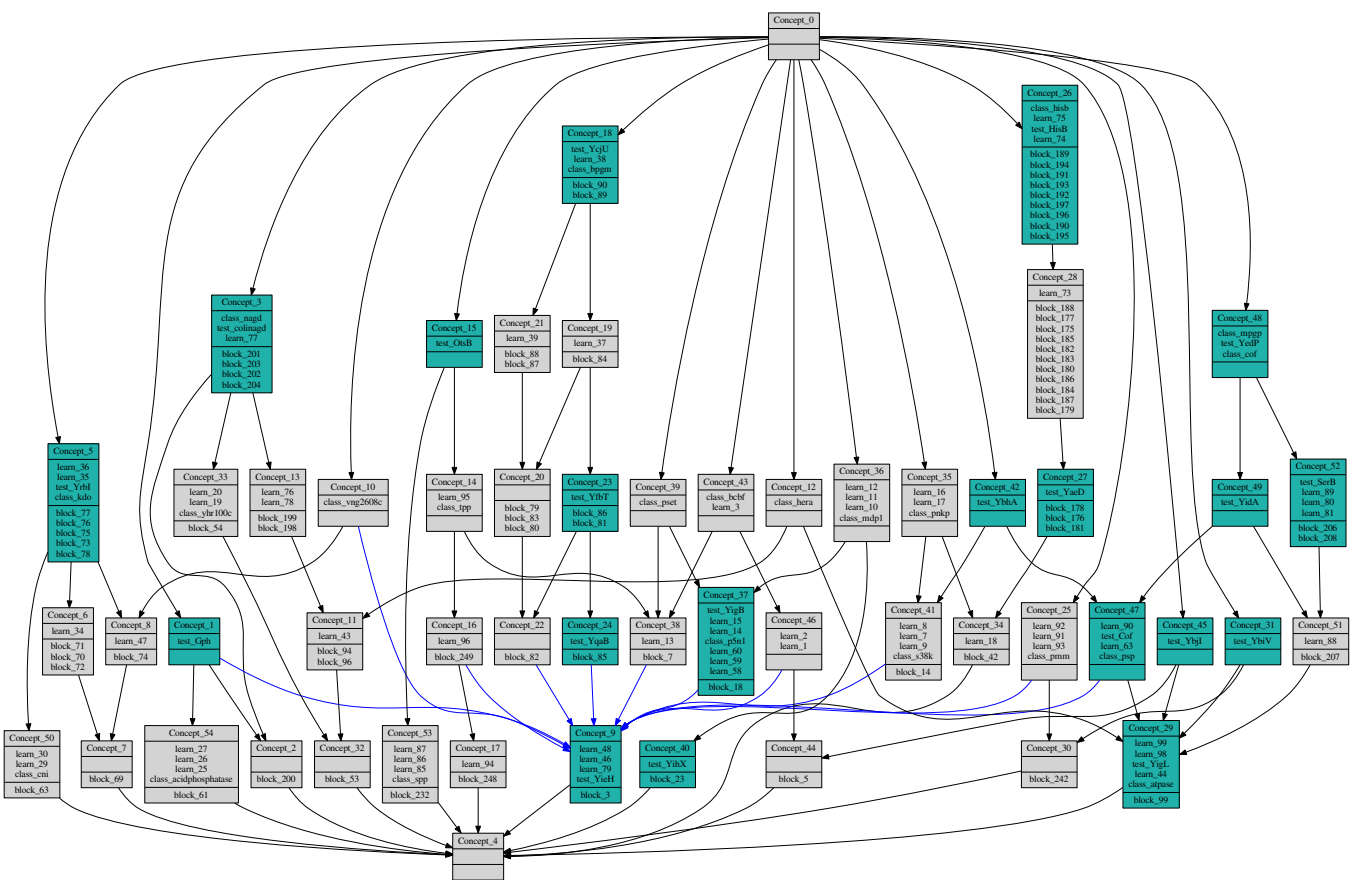 Concept_0
Concept_26
class_hisb
learn_75
test_HisB
learn_74
block_189
block_194
block_191
block_193
block_192
block_197
block_196
block_190
block_195
Concept_18
test_YcjU
learn_38
class_bpgm
block_90
block_89
Concept_28
learn_73
block_188
block_177
block_175
block_185
block_182
block_183
block_180
block_186
block_184
block_187
block_179
Concept_3
class_nagd
test_colinagd
learn_77
block_201
block_203
block_202
block_204
Concept_15
test_OtsB
Concept_21
learn_39
block_88
block_87
Concept_19
learn_37
block_84
Concept_48
class_mpgp
test_YedP
class_cof
Concept_5
learn_36
learn_35
test_YrbI
class_kdo
block_77
block_76
block_75
block_73
block_78
Concept_33
learn_20
learn_19
class_yhr100c
block_54
Concept_13
learn_76
learn_78
block_199
block_198
Concept_10
class_vng2608c
Concept_14
learn_95
class_tpp
Concept_20
block_79
block_83
block_80
Concept_23
test_YfbT
block_86
block_81
Concept_39
class_pset
Concept_43
class_bcbf
learn_3
Concept_12
class_hera
Concept_36
learn_12
learn_11
learn_10
class_mdp1
Concept_35
learn_16
learn_17
class_pnkp
Concept_42
test_YbhA
Concept_27
test_YaeD
block_178
block_176
block_181
Concept_49
test_YidA
Concept_52
test_SerB
learn_89
learn_80
learn_81
block_206
block_208
Concept_6
learn_34
block_71
block_70
block_72
Concept_8
learn_47
block_74
Concept_1
test_Gph
Concept_11
learn_43
block_94
block_96
Concept_16
learn_96
block_249
Concept_22
block_82
Concept_24
test_YqaB
block_85
Concept_38
learn_13
block_7
Concept_37
test_YigB
learn_15
learn_14
class_p5n1
learn_60
learn_59
learn_58
block_18
Concept_46
learn_2
learn_1
Concept_41
learn_8
learn_7
learn_9
class_s38k
block_14
Concept_34
learn_18
block_42
Concept_25
learn_92
learn_91
learn_93
class_pmm
Concept_47
learn_90
test_Cof
learn_63
class_psp
Concept_45
test_YbjI
Concept_31
test_YbiV
Concept_51
learn_88
block_207
Concept_50
learn_30
learn_29
class_cni
block_63
Concept_7
block_69
Concept_54
learn_27
learn_26
learn_25
class_acidphosphatase
block_61
Concept_2
block_200
Concept_32
block_53
Concept_53
learn_87
learn_86
learn_85
class_spp
block_232
Concept_17
learn_94
block_248
Concept_9
learn_48
learn_46
learn_79
test_YieH
block_3
Concept_40
test_YihX
block_23
Concept_44
block_5
Concept_30
block_242
Concept_29
learn_99
learn_98
test_YigL
learn_44
class_atpase
block_99
Concept_4